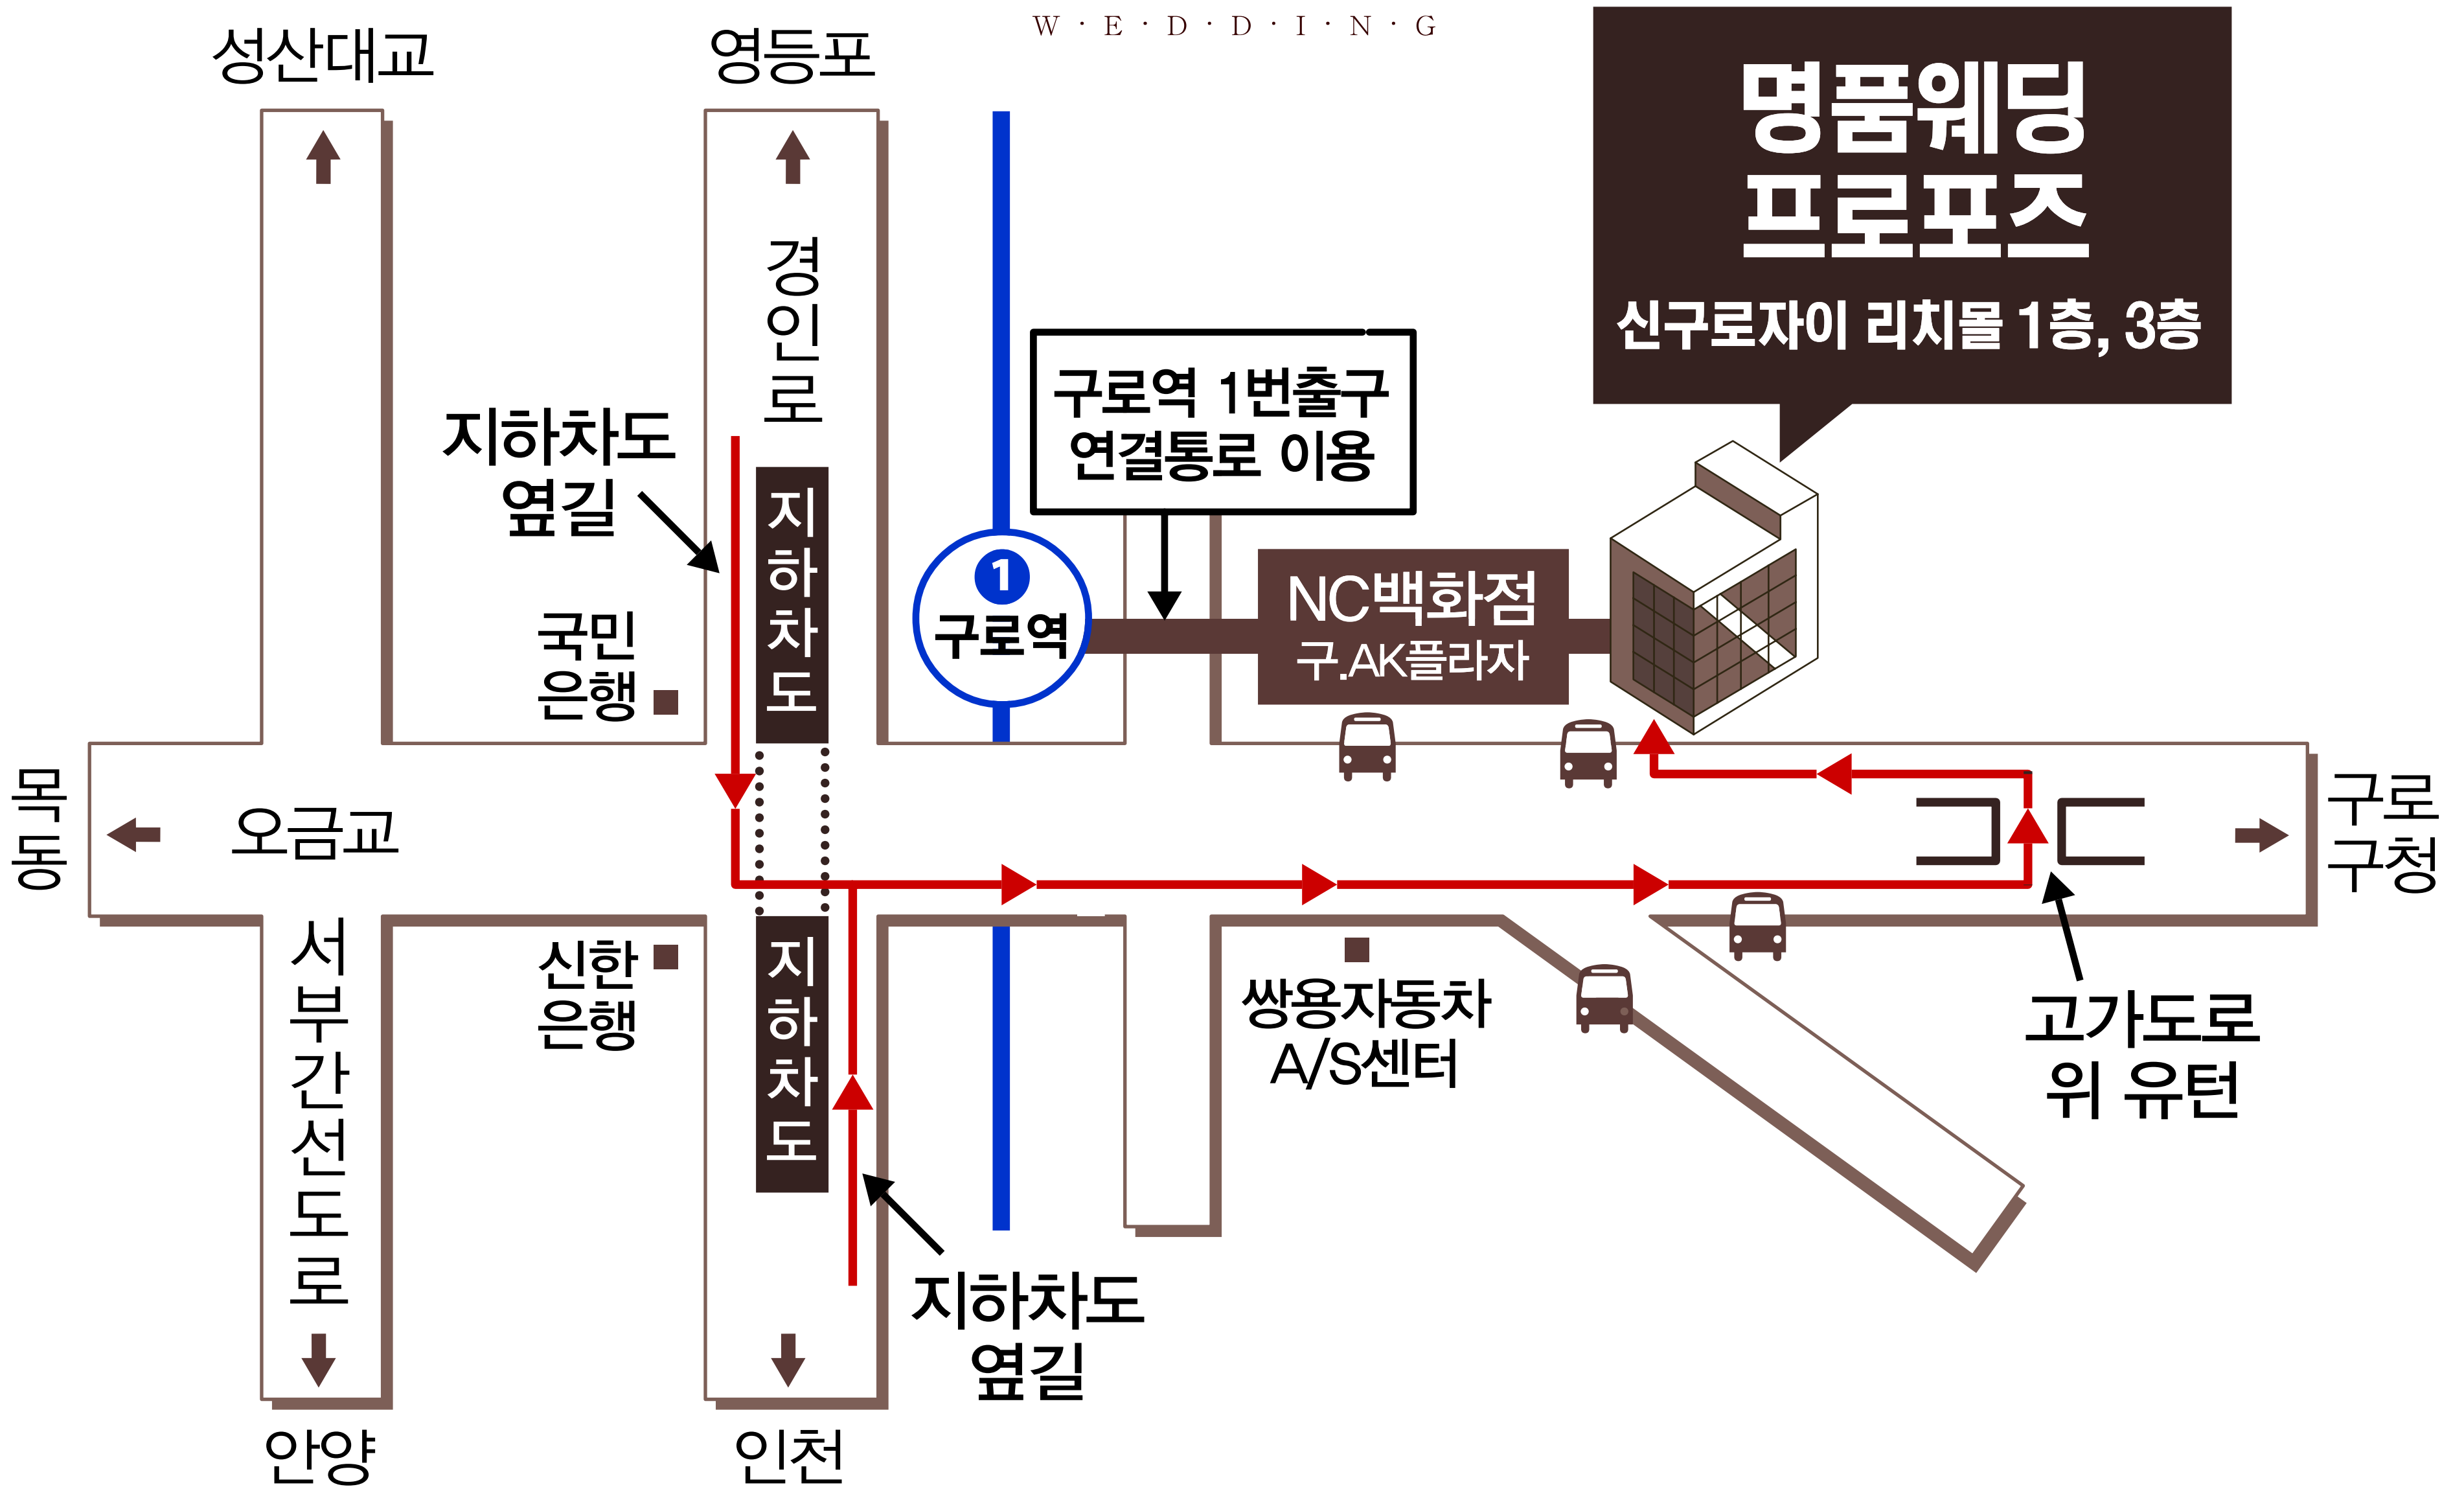 W·E·D·D·I·N·G
성산대교
영등포
명품웨딩
프로포즈
신구로자이 리치몰 1층, 3층
경인로
구로역 1번출구
연결통로 이용
지하차도
옆길
지하차도
1
구로역
NC백화점
구.AK플라자
국민
은행
목동
오금교
구로
구청
서부간선도로
신한
은행
지하차도
쌍용자동차
A/S센터
고가도로
위 유턴
지하차도
옆길
안양
인천